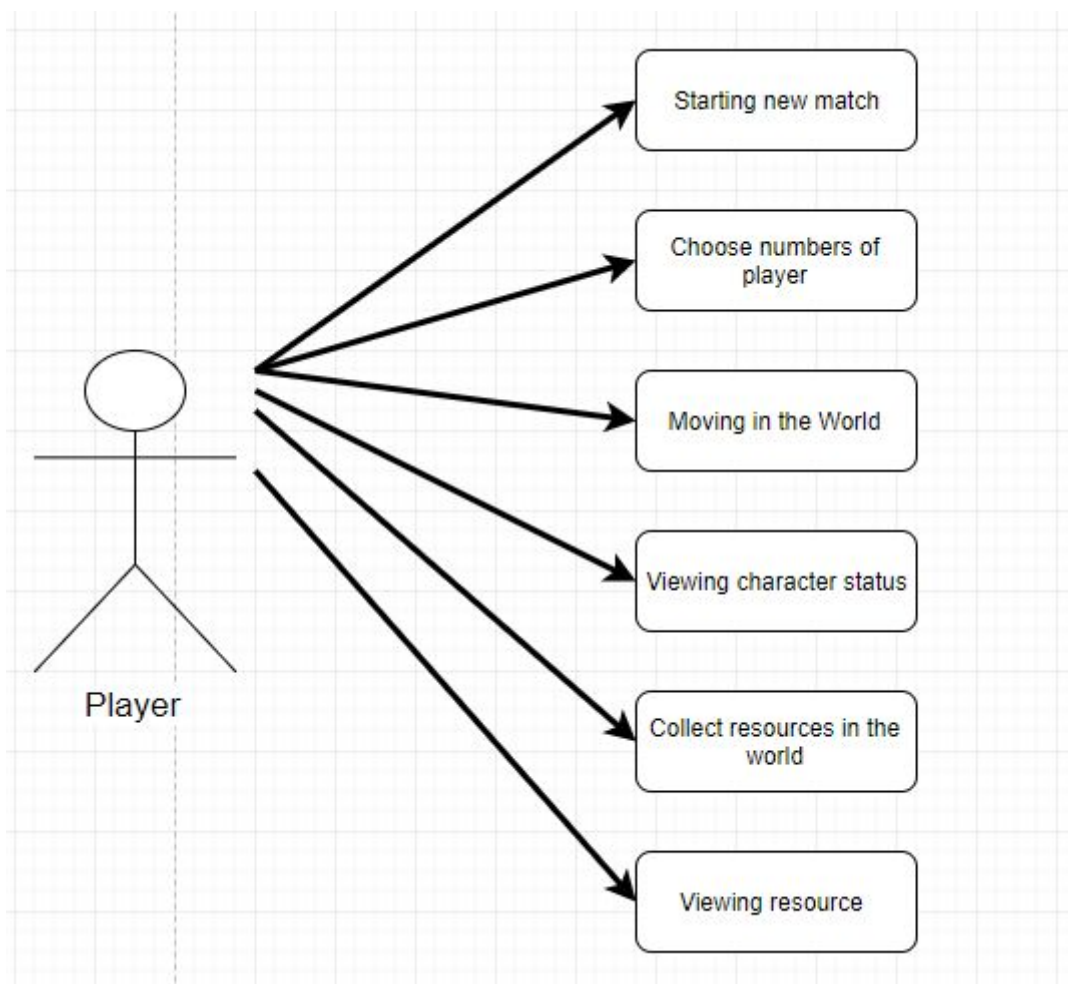 Starting new match
Choose numbers of
player
Moving in the World
Viewing character status
Player
Collect resources in the
world
Viewing resource